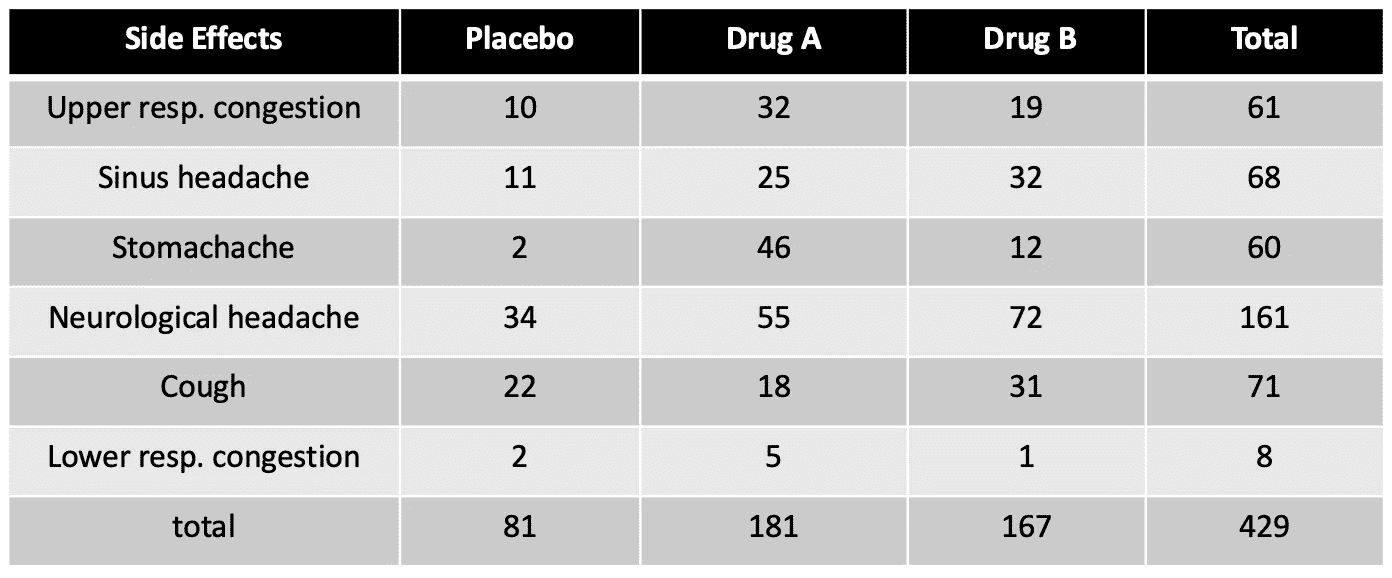 Side Effects Placebo Drug A Drug B Total
Upper resp. congestion 10 32 19 61
Sinus headache 11 25 32 68
Stomachache 2 46 12 60
Neurological headache 34 55 72 161
Cough 22 18 31 71
Lower resp. congestion 2 5 1 8
total 81 181 167 429